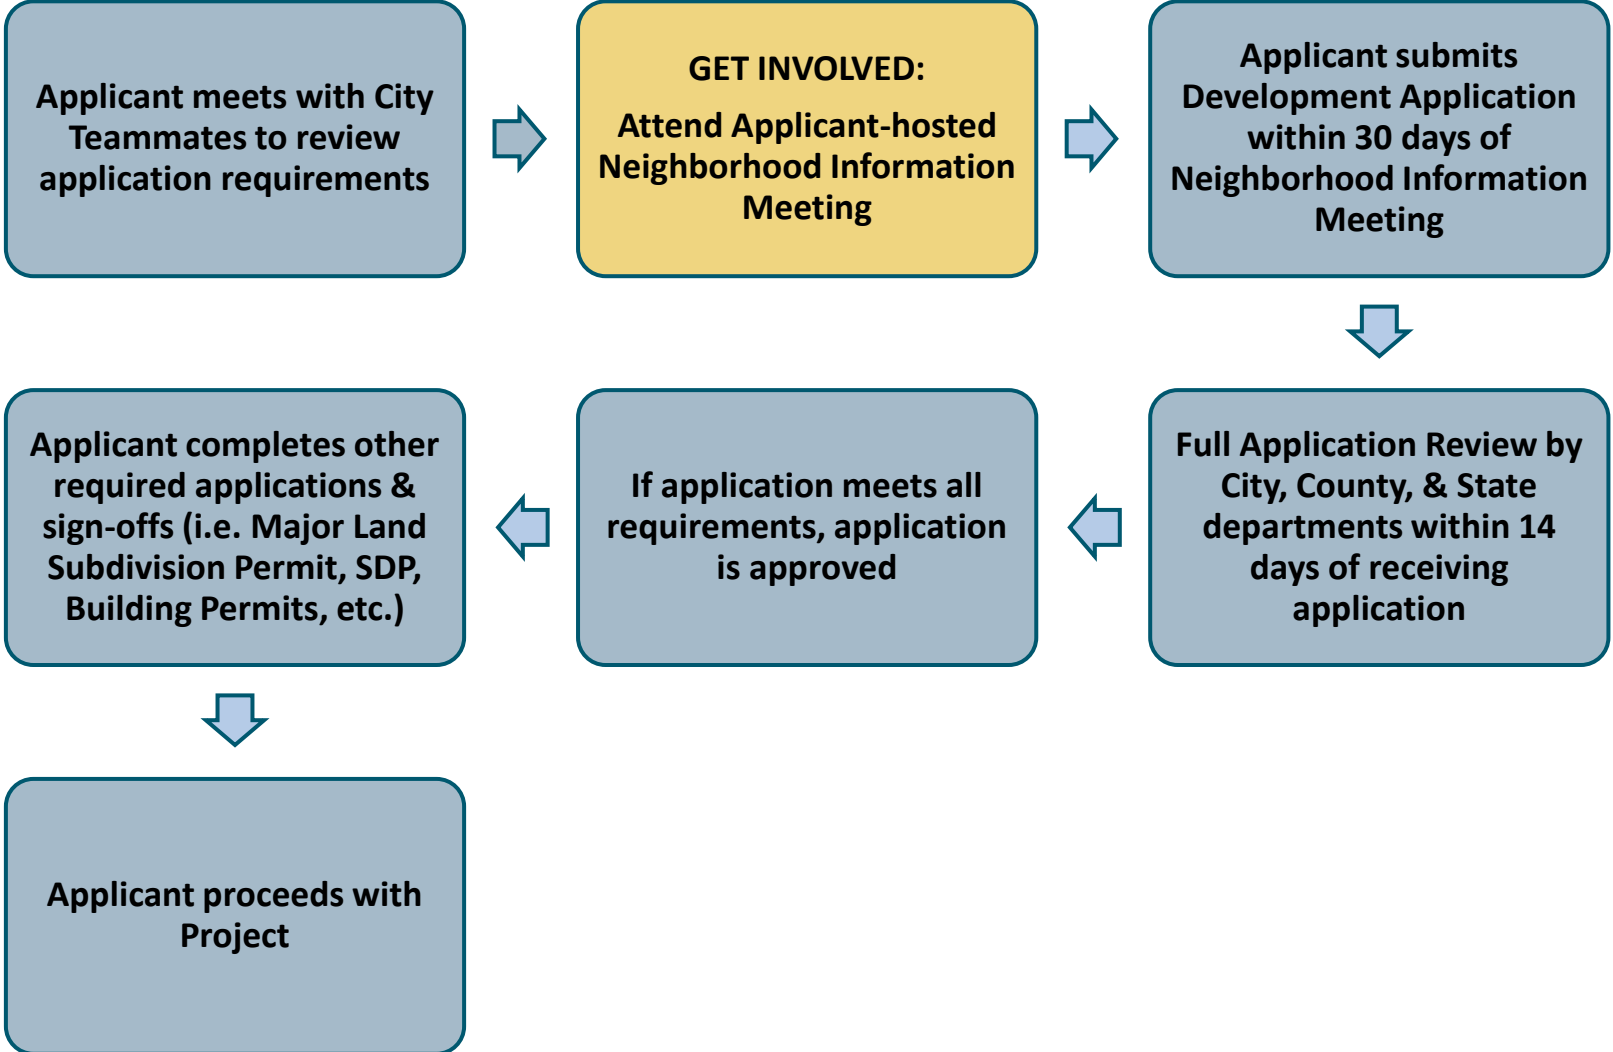 Applicant meets with City
Teammates to review
application requirements
GET INVOLVED:
Attend Applicant-hosted
Neighborhood Information
Meeting
Applicant submits
Development Application
within 30 days of
Neighborhood Information
Meeting
Full Application Review by
City, County, & State
departments within 14
days of receiving
application
If application meets all
requirements, application
is approved
Applicant completes other
required applications &
sign-offs (i.e. Major Land
Subdivision Permit, SDP,
Building Permits, etc.)
Applicant proceeds with
Project